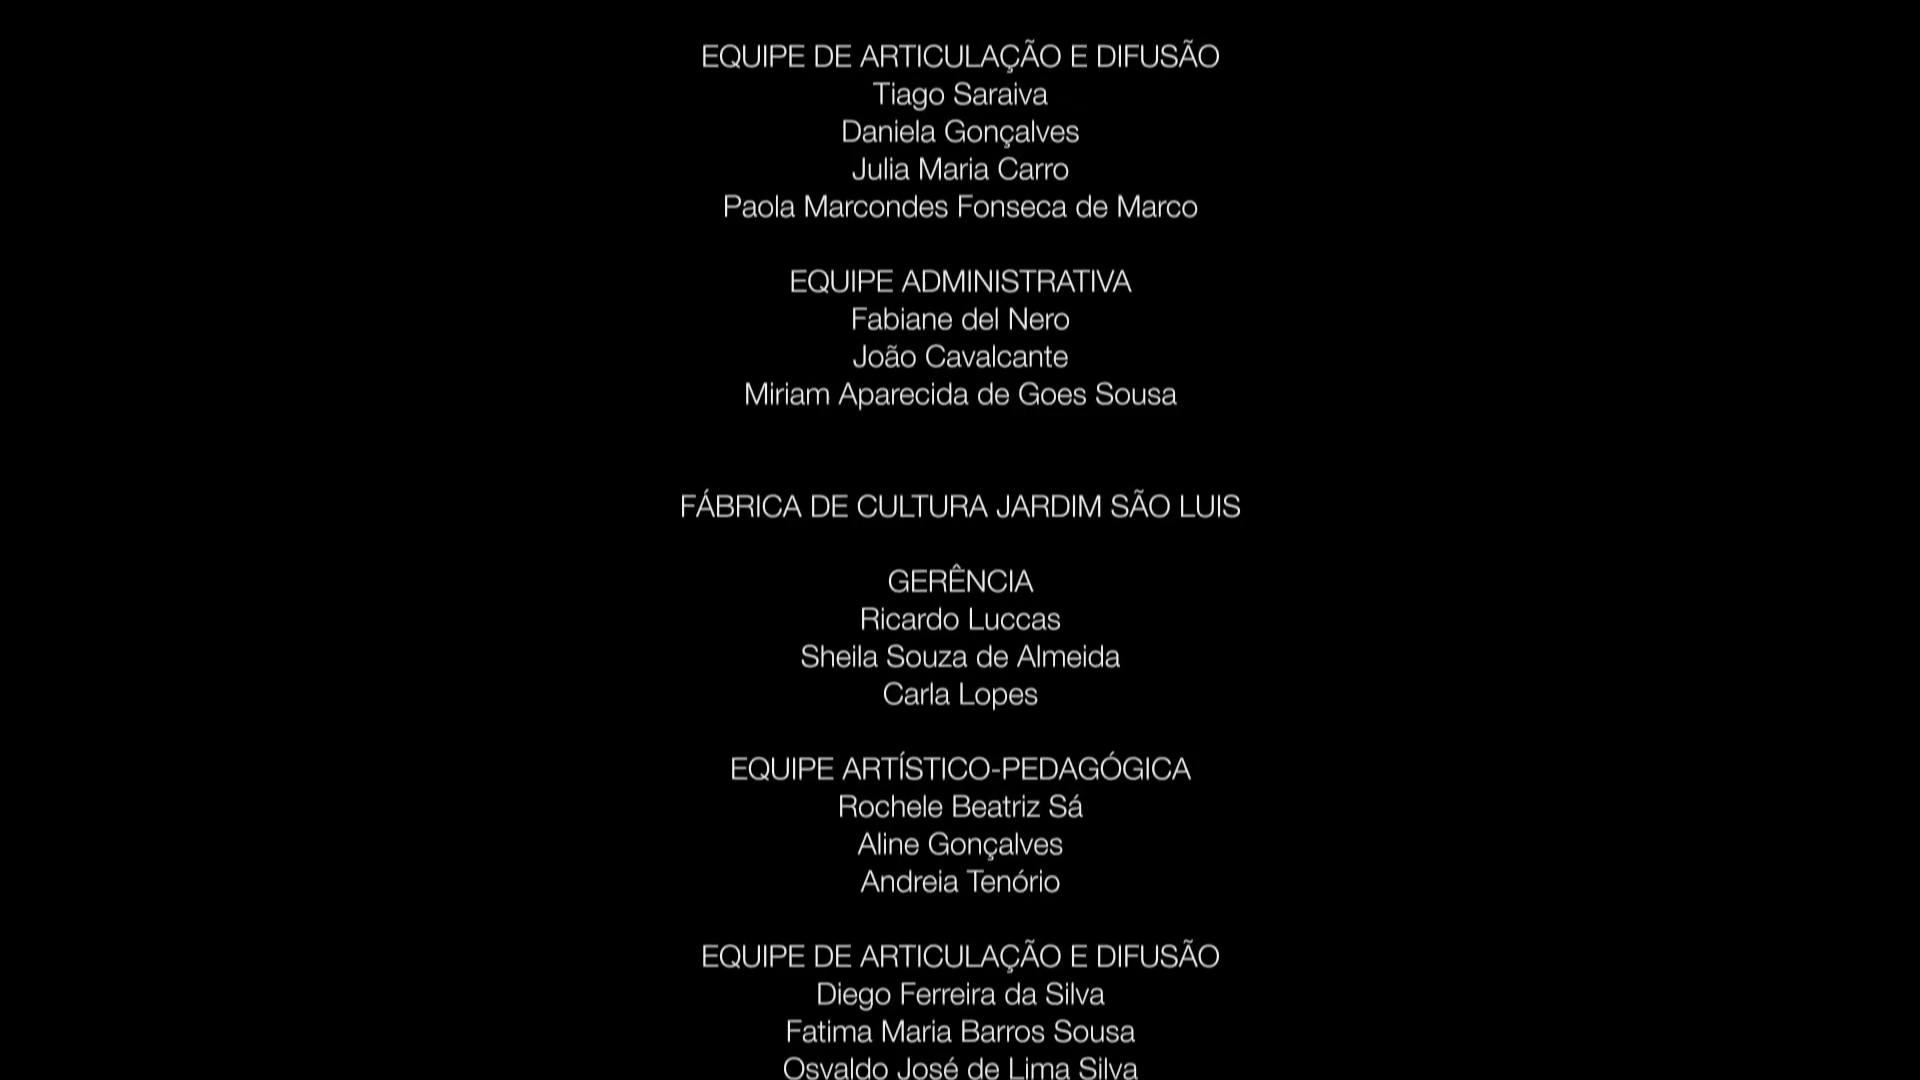 EQUIPE DE ARTICULAÇÃO E DIFUSÃO
Tiago Saraiva
Daniela Gonçalves
Julia Maria Carro
Paola Marcondes Fonseca de Marco
EQUIPE ADMINISTRATIVA
Fabiane del Nero
João Cavalcante
Miriam Aparecida de Goes Sousa
FÁBRICA DE CULTURA JARDIM SÃO LUIS
GERÊNCIA
Ricardo Luccas
Sheila Souza de Almeida
Carla Lopes
EQUIPE ARTÍSTICO-PEDAGÓGICA
Rochele Beatriz Sá
Aline Gonçalves
Andreia Tenório
EQUIPE DE ARTICULAÇÃO E DIFUSÃO
Diego Ferreira da Silva
Fatima Maria Barros Sousa
Osvaldo José de Lima Silva